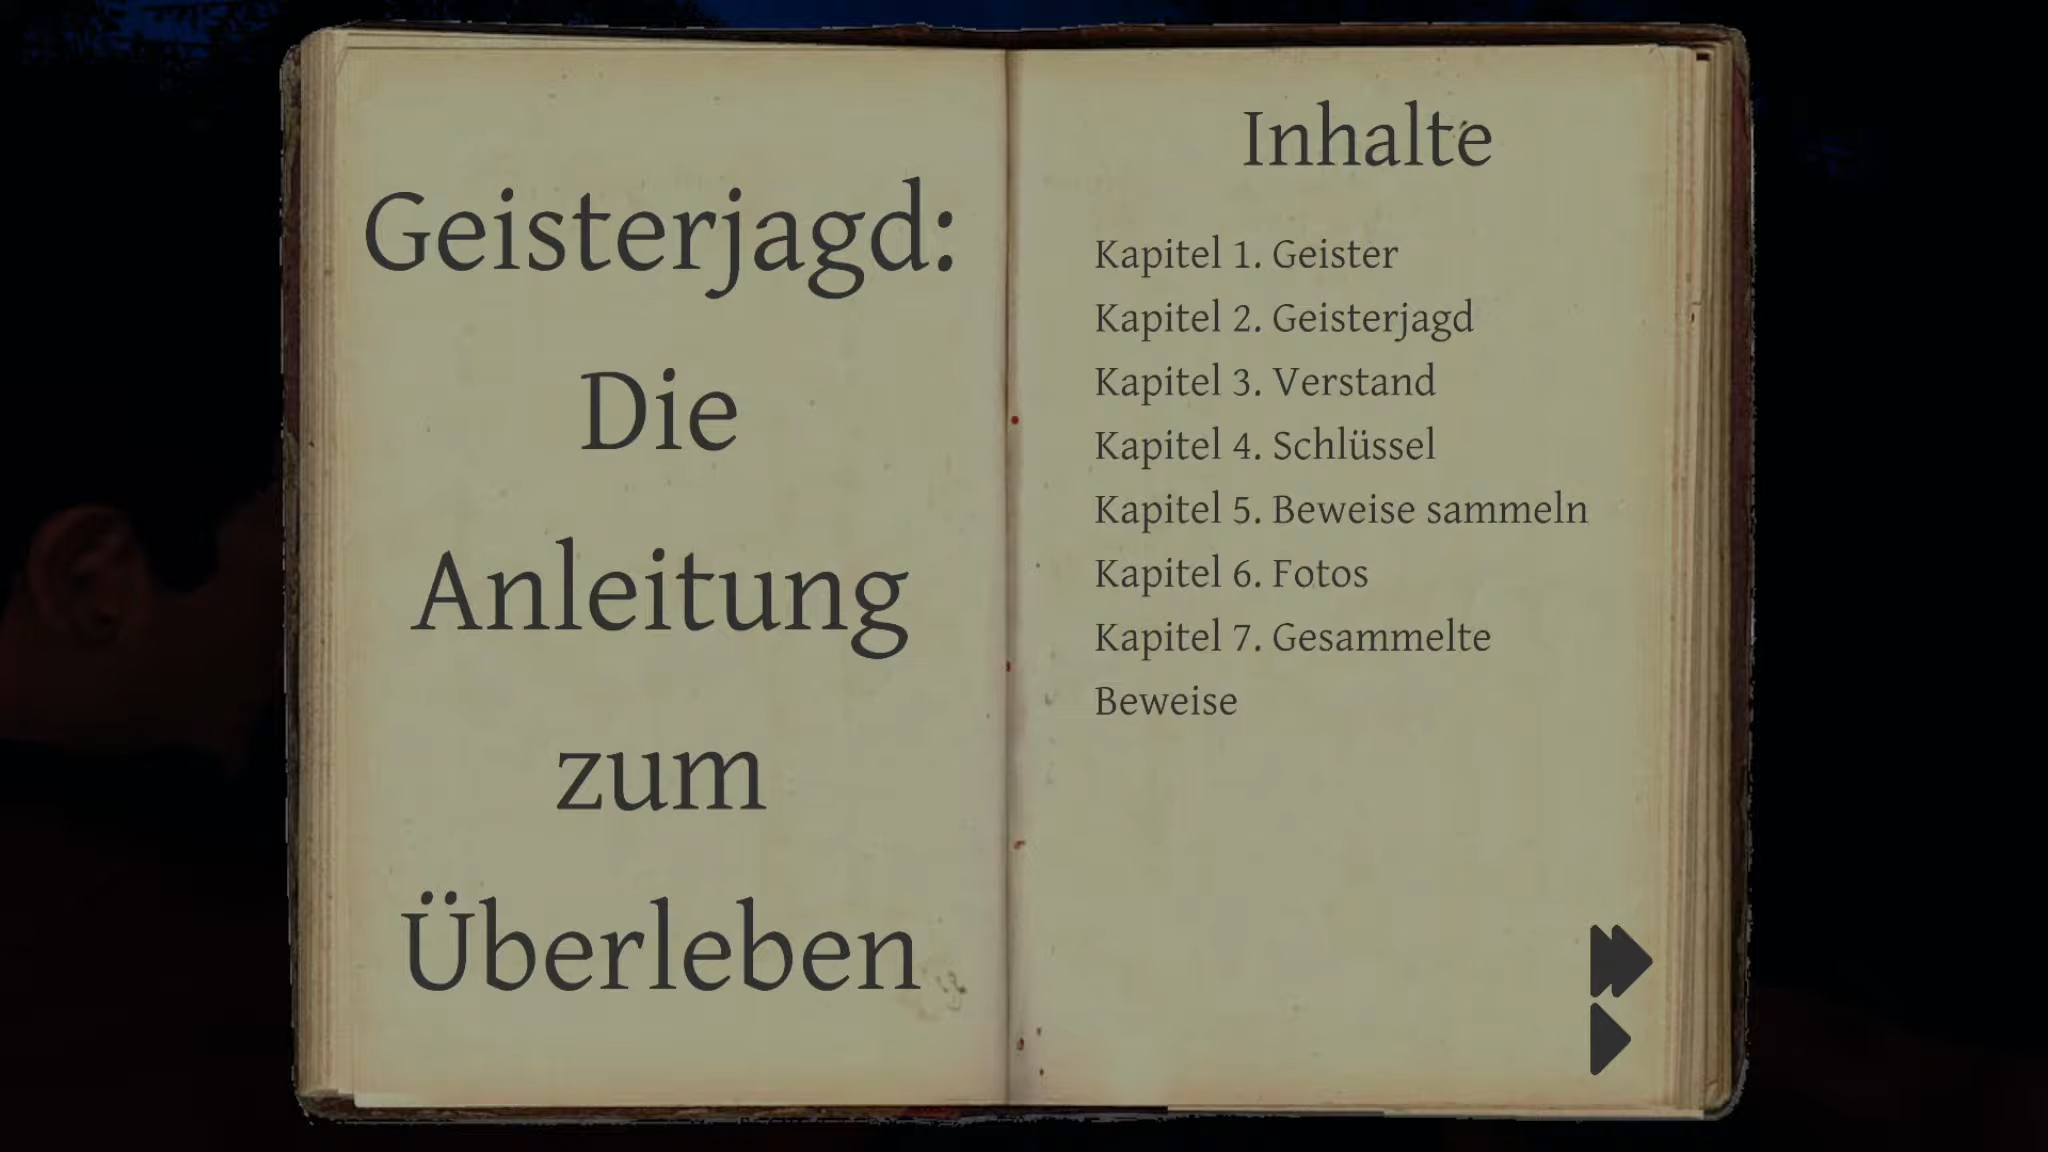 Geisterjagd:
Die
Anleitung
zum
Überleben
Inhalte
Kapitel 1. Geister
Kapitel 2. Geisterjagd
Kapitel 3. Verstand
Kapitel 4. Schlüssel
Kapitel 5. Beweise sammeln
Kapitel 6. Fotos
Kapitel 7. Gesammelte
Beweise